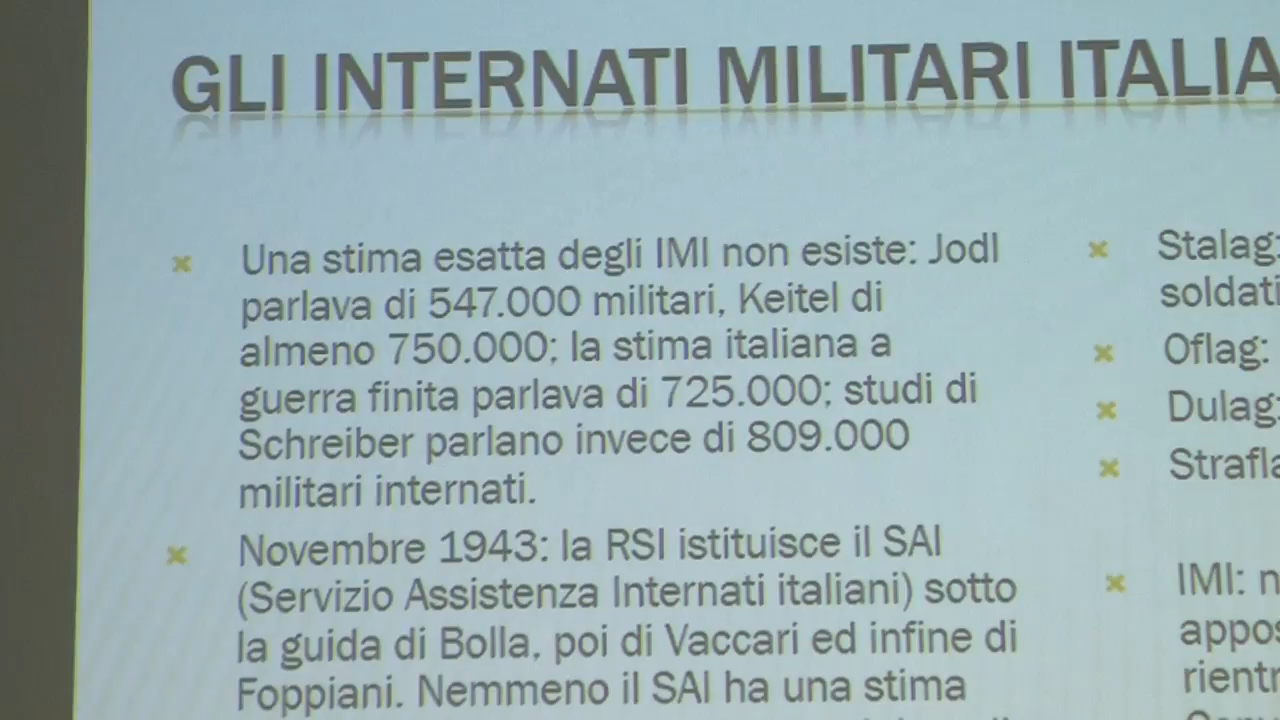 GLI INTERNATI MILITARI ITALIA
Una stima esatta degli IMI non esiste: Jodl
parlava di 547.000 militari, Keitel di
almeno 750.000; la stima italiana a
guerra finita parlava di 725.000; studi di
Schreiber parlano invece di 809.000
militari internati.
Novembre 1943: la RSI istituisce il SAI
(Servizio Assistenza Internati italiani) sotto
la guida di Bolla, poi di Vaccari ed infine di
Foppiani. Nemmeno il SAI ha una stima
Stalag:
soldati
Oflag:
Dulag:
Strafla
IMI: n
appos
rientr